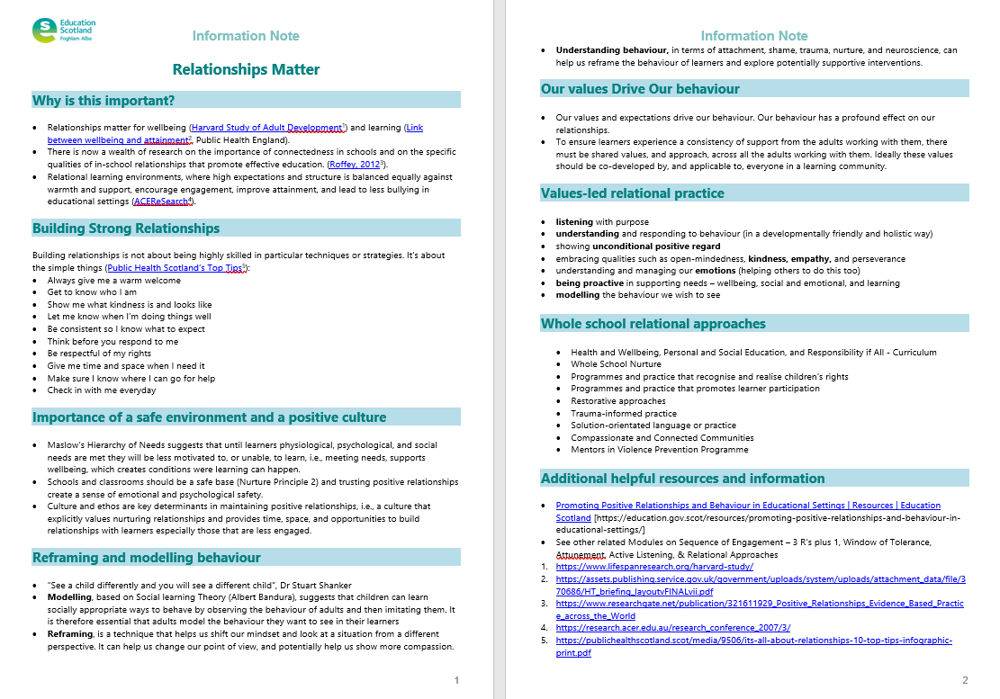 Education
Scotland
Foghlam Alba
Information Note
Relationships Matter
Why is this important?
• Relationships matter for wellbeing (Harvard Study of Adult Development¹) and learning (Link
between wellbeing and attainment², Public Health England).
• There is now a wealth of research on the importance of connectedness in schools and on the specific
qualities of in-school relationships that promote effective education. (Roffey, 2012³).
• Relational learning environments, where high expectations and structure is balanced equally against
warmth and support, encourage engagement, improve attainment, and lead to less bullying in
educational settings (ACEReSearch⁴).
Building Strong Relationships
Building relationships is not about being highly skilled in particular techniques or strategies. It's about
the simple things (Public Health Scotland's Top Tips⁵):
• Always give me a warm welcome
• Get to know who I am
• Show me what kindness is and looks like
• Let me know when I'm doing things well
• Be consistent so I know what to expect
• Think before you respond to me
• Be respectful of my rights
• Give me time and space when I need it
• Make sure I know where I can go for help
• Check in with me everyday
Importance of a safe environment and a positive culture
• Maslow's Hierarchy of Needs suggests that until learners physiological, psychological, and social
needs are met they will be less motivated to, or unable, to learn, i.e., meeting needs, supports
wellbeing, which creates conditions were learning can happen.
• Schools and classrooms should be a safe base (Nurture Principle 2) and trusting positive relationships
create a sense of emotional and psychological safety.
• Culture and ethos are key determinants in maintaining positive relationships, i.e., a culture that
explicitly values nurturing relationships and provides time, space, and opportunities to build
relationships with learners especially those that are less engaged.
Reframing and modelling behaviour
• "See a child differently and you will see a different child", Dr Stuart Shanker
• Modelling, based on Social learning Theory (Albert Bandura), suggests that children can learn
socially appropriate ways to behave by observing the behaviour of adults and then imitating them. It
is therefore essential that adults model the behaviour they want to see in their learners
• Reframing, is a technique that helps us shift our mindset and look at a situation from a different
perspective. It can help us change our point of view, and potentially help us show more compassion.
1
Information Note
• Understanding behaviour, in terms of attachment, shame, trauma, nurture, and neuroscience, can
help us reframe the behaviour of learners and explore potentially supportive interventions.
Our values Drive Our behaviour
• Our values and expectations drive our behaviour. Our behaviour has a profound effect on our
relationships.
• To ensure learners experience a consistency of support from the adults working with them, there
must be shared values, and approach, across all the adults working with them. Ideally these values
should be co-developed by, and applicable to, everyone in a learning community.
Values-led relational practice
• listening with purpose
• understanding and responding to behaviour (in a developmentally friendly and holistic way)
• showing unconditional positive regard
• embracing qualities such as open-mindedness, kindness, empathy, and perseverance
• understanding and managing our emotions (helping others to do this too)
• being proactive in supporting needs – wellbeing, social and emotional, and learning
• modelling the behaviour we wish to see
Whole school relational approaches
• Health and Wellbeing, Personal and Social Education, and Responsibility if All - Curriculum
• Whole School Nurture
• Programmes and practice that recognise and realise children's rights
• Programmes and practice that promotes learner participation
• Restorative approaches
• Trauma-informed practice
• Solution-orientated language or practice
• Compassionate and Connected Communities
• Mentors in Violence Prevention Programme
Additional helpful resources and information
• Promoting Positive Relationships and Behaviour in Educational Settings | Resources | Education
Scotland [https://education.gov.scot/resources/promoting-positive-relationships-and-behaviour-in-
educational-settings/]
• See other related Modules on Sequence of Engagement – 3 R's plus 1, Window of Tolerance,
Attunement, Active Listening, & Relational Approaches
1. https://www.lifespanresearch.org/harvard-study/
2. https://assets.publishing.service.gov.uk/government/uploads/system/uploads/attachment_data/file/3
70686/HT_briefing_layoutvFINALvii.pdf
3. https://www.researchgate.net/publication/321611929_Positive_Relationships_Evidence_Based_Practic
e_across_the_World
4. https://research.acer.edu.au/research_conference_2007/3/
5. https://publichealthscotland.scot/media/9506/its-all-about-relationships-10-top-tips-infographic-
print.pdf
2